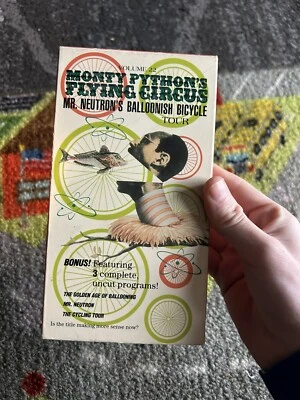 VOLUME 22
MONTY PYTHON'S
FLYING CIRCUS
MR. NEUTRON'S BALLOONISH BICYCLE
TOUR
BONUS! Featuring
3 complete,
uncut programs!
THE GOLDEN AGE OF BALLOONING
MR. NEUTRON
THE CYCLING TOUR
Is the title making more sense now?